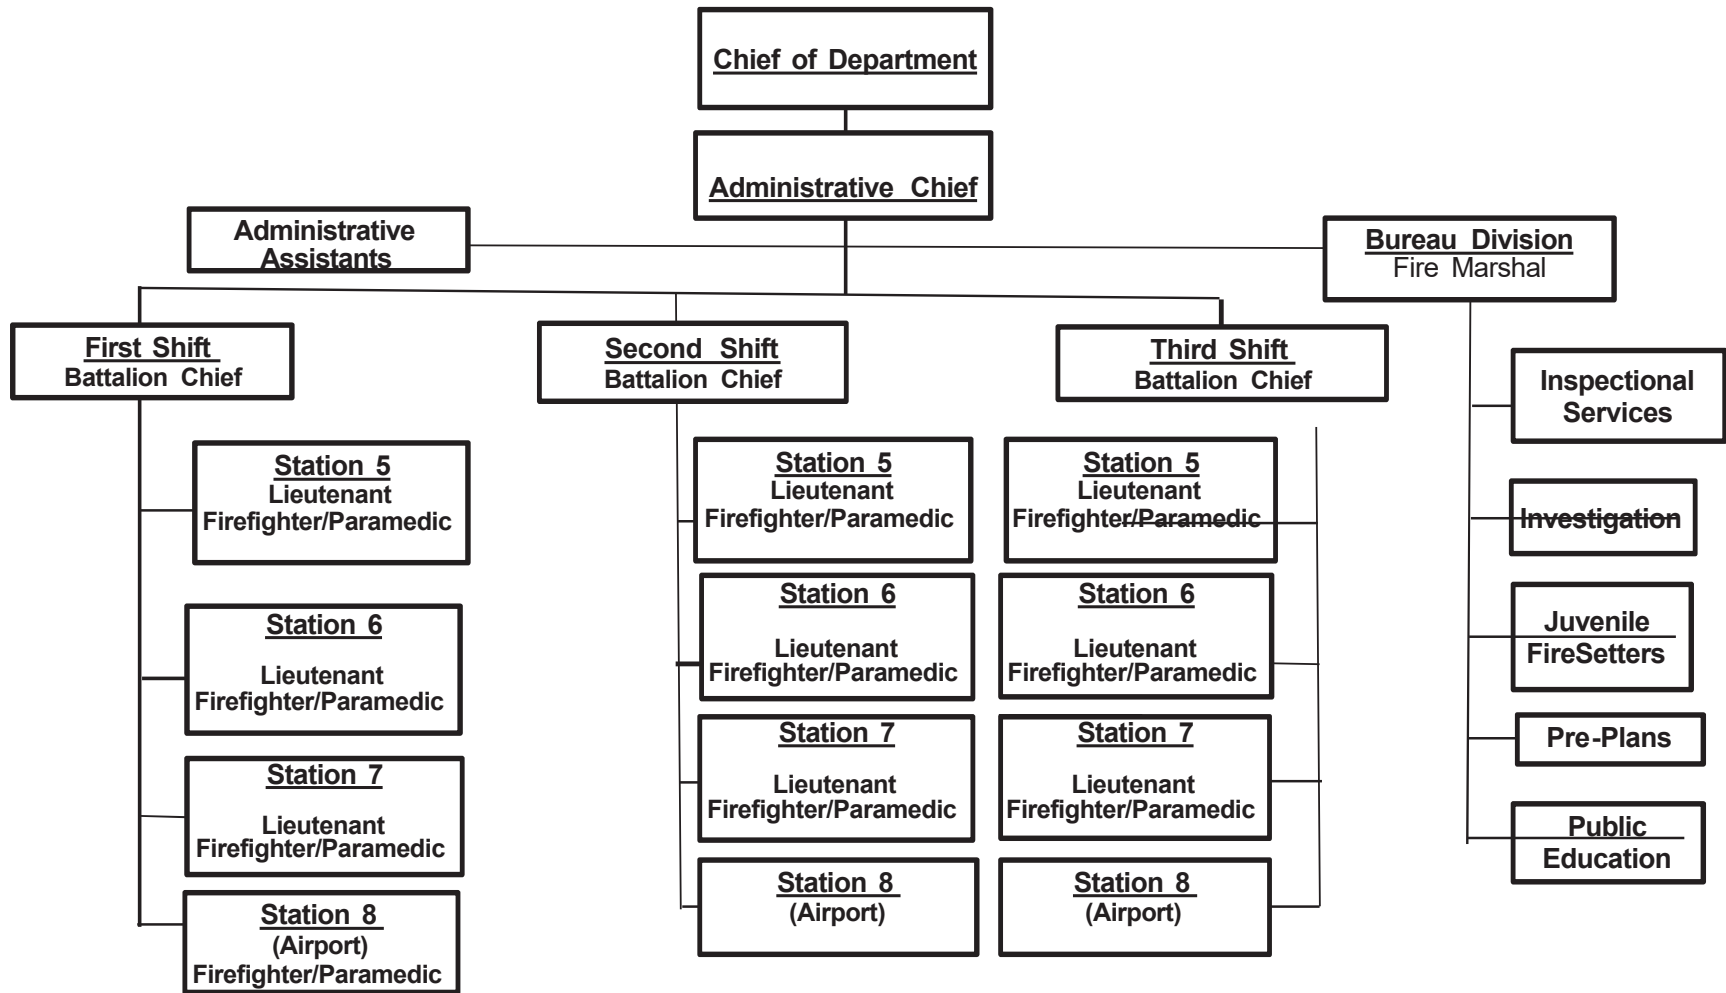 Chief of Department
Administrative Chief
Administrative
Assistants
Bureau Division
Fire Marshal
First Shift
Battalion Chief
Second Shift
Battalion Chief
Third Shift
Battalion Chief
Station 5
Lieutenant
Firefighter/Paramedic
Station 6
Lieutenant
Firefighter/Paramedic
Station 7
Lieutenant
Firefighter/Paramedic
Station 8
(Airport)
Firefighter/Paramedic
Station 5
Lieutenant
Firefighter/Paramedic
Station 6
Lieutenant
Firefighter/Paramedic
Station 7
Lieutenant
Firefighter/Paramedic
Station 8
(Airport)
Station 5
Lieutenant
Firefighter/Paramedic
Station 6
Lieutenant
Firefighter/Paramedic
Station 7
Lieutenant
Firefighter/Paramedic
Station 8
(Airport)
Inspectional
Services
Investigation
Juvenile
FireSetters
Pre-Plans
Public
Education